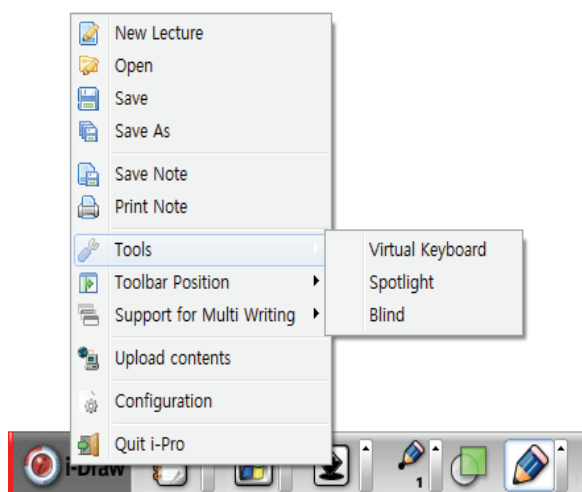 New Lecture
Open
Save
Save As
Save Note
Print Note
Tools
Virtual Keyboard
Toolbar Position
Spotlight
Support for Multi Writing
Blind
Upload contents
Configuration
Quit i-Pro
i-Draw
1